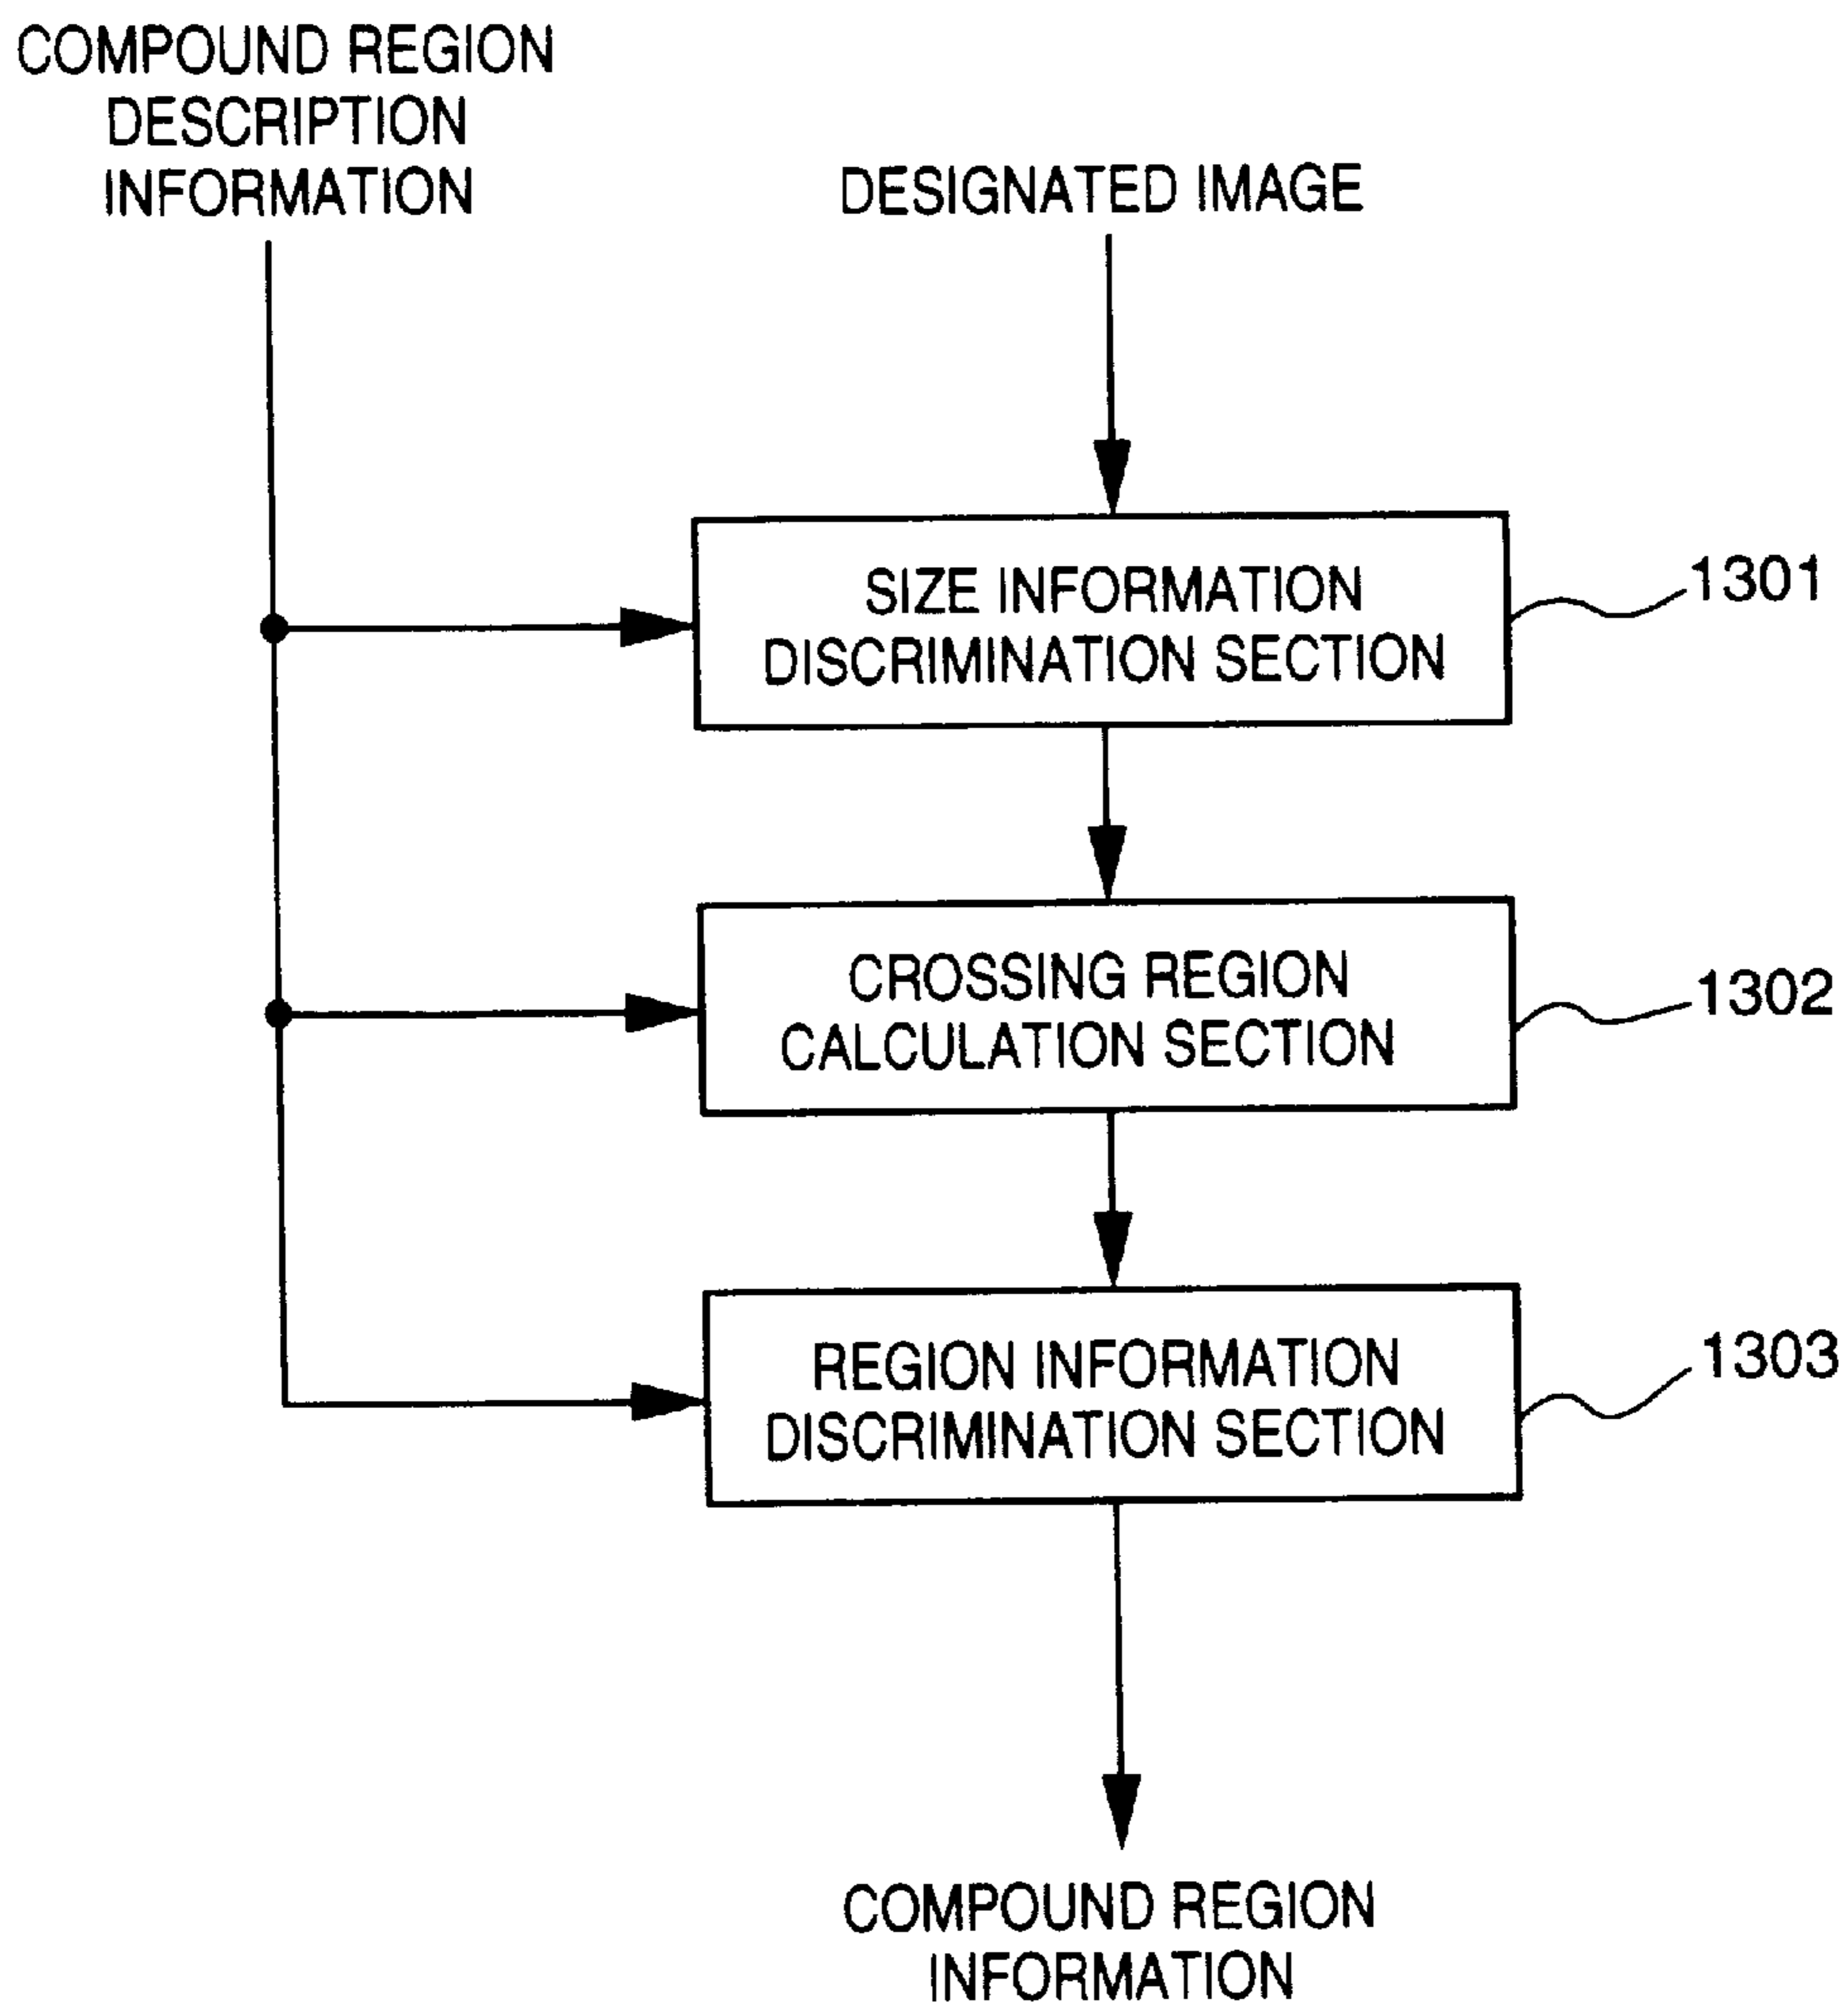 COMPOUND REGION
DESCRIPTION
INFORMATION
DESIGNATED IMAGE
SIZE INFORMATION
DISCRIMINATION SECTION
1301
CROSSING REGION
CALCULATION SECTION
1302
REGION INFORMATION
DISCRIMINATION SECTION
1303
COMPOUND REGION
INFORMATION